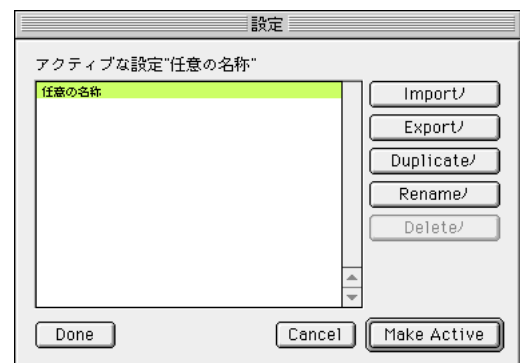 設定
アクティブな設定"任意の名称"
任意の名称
Importﾉ
Exportﾉ
Duplicateﾉ
Renameﾉ
Deleteﾉ
Done
Cancel
Make Active